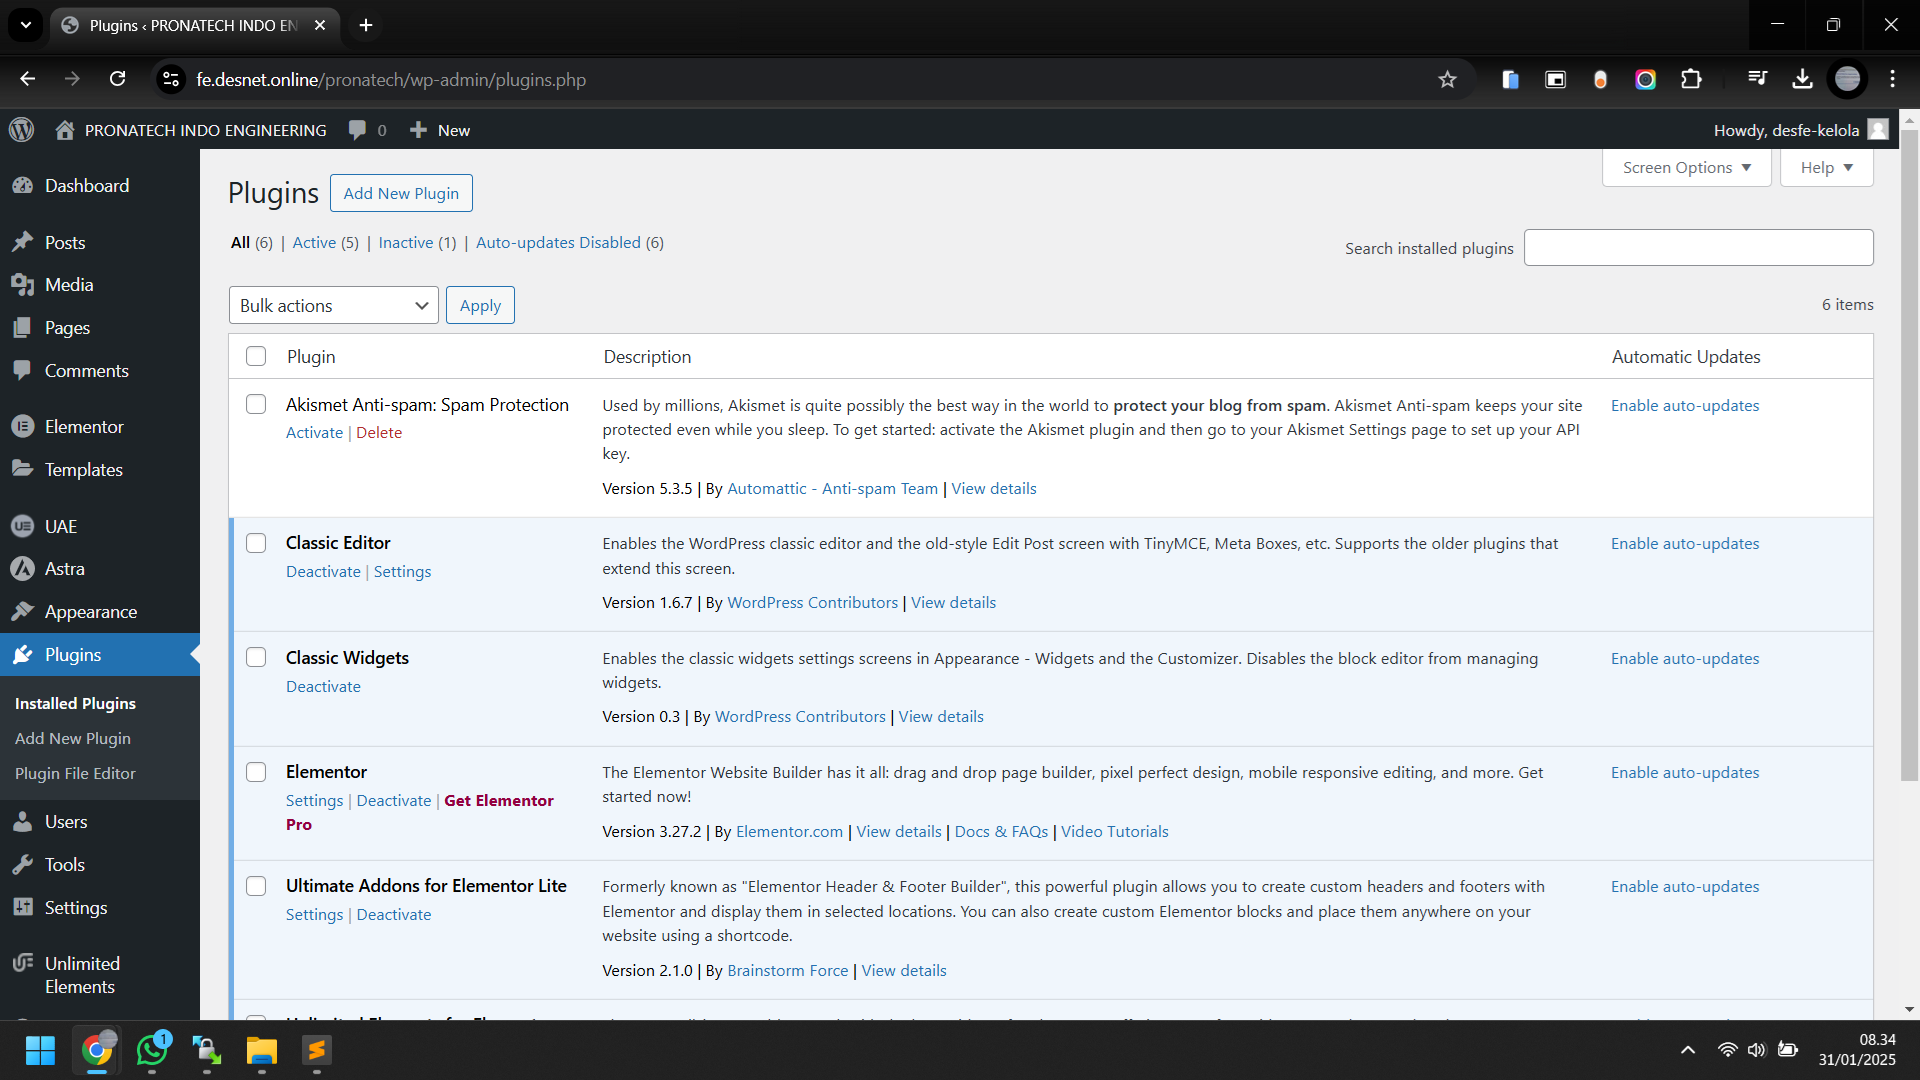 Plugins ‹ PRONATECH INDO EN
fe.desnet.online/pronatech/wp-admin/plugins.php
PRONATECH INDO ENGINEERING
0
New
Howdy, desfe-kelola
Dashboard
Posts
Media
Pages
Comments
Elementor
Templates
UAE
Astra
Appearance
Plugins
Installed Plugins
Add New Plugin
Plugin File Editor
Users
Tools
Settings
Unlimited
Elements
Screen Options ▼
Help ▼
Plugins
Add New Plugin
All (6) | Active (5) | Inactive (1) | Auto-updates Disabled (6)
Search installed plugins
Bulk actions
Apply
6 items
Plugin
Description
Automatic Updates
Akismet Anti-spam: Spam Protection
Activate | Delete
Used by millions, Akismet is quite possibly the best way in the world to protect your blog from spam. Akismet Anti-spam keeps your site
protected even while you sleep. To get started: activate the Akismet plugin and then go to your Akismet Settings page to set up your API
key.
Version 5.3.5 | By Automattic - Anti-spam Team | View details
Enable auto-updates
Classic Editor
Deactivate | Settings
Enables the WordPress classic editor and the old-style Edit Post screen with TinyMCE, Meta Boxes, etc. Supports the older plugins that
extend this screen.
Version 1.6.7 | By WordPress Contributors | View details
Enable auto-updates
Classic Widgets
Deactivate
Enables the classic widgets settings screens in Appearance - Widgets and the Customizer. Disables the block editor from managing
widgets.
Version 0.3 | By WordPress Contributors | View details
Enable auto-updates
Elementor
Settings | Deactivate | Get Elementor
Pro
The Elementor Website Builder has it all: drag and drop page builder, pixel perfect design, mobile responsive editing, and more. Get
started now!
Version 3.27.2 | By Elementor.com | View details | Docs & FAQs | Video Tutorials
Enable auto-updates
Ultimate Addons for Elementor Lite
Settings | Deactivate
Formerly known as "Elementor Header & Footer Builder", this powerful plugin allows you to create custom headers and footers with
Elementor and display them in selected locations. You can also create custom Elementor blocks and place them anywhere on your
website using a shortcode.
Version 2.1.0 | By Brainstorm Force | View details
Enable auto-updates
1
08.34
31/01/2025